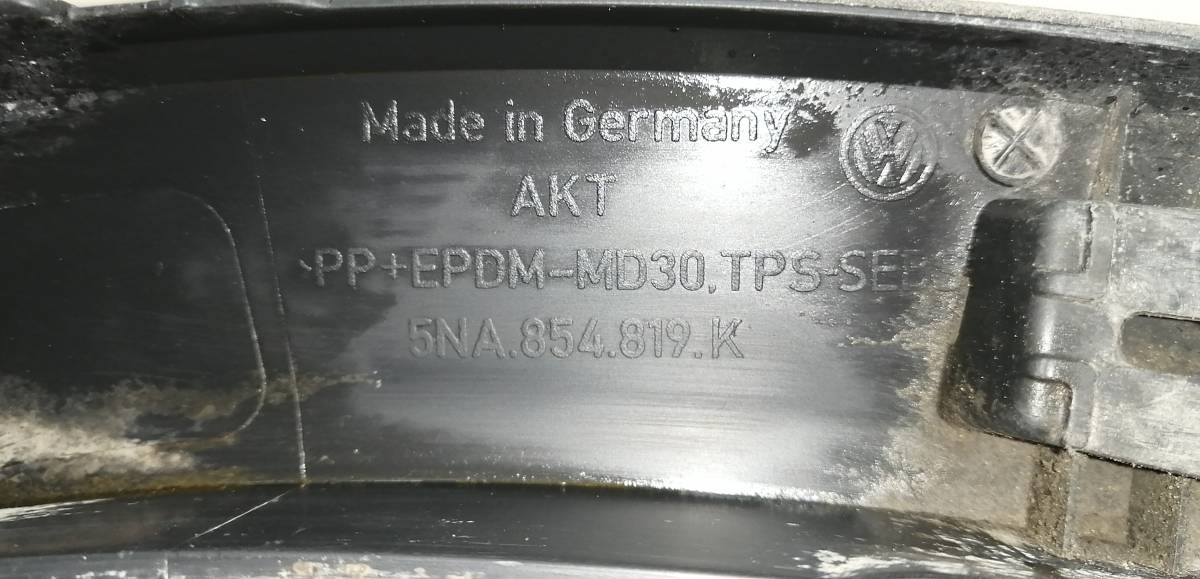 Made in Germany
AKT
>PP+EPDM-MD30,TPS-SEBS
5NA.854.819.K